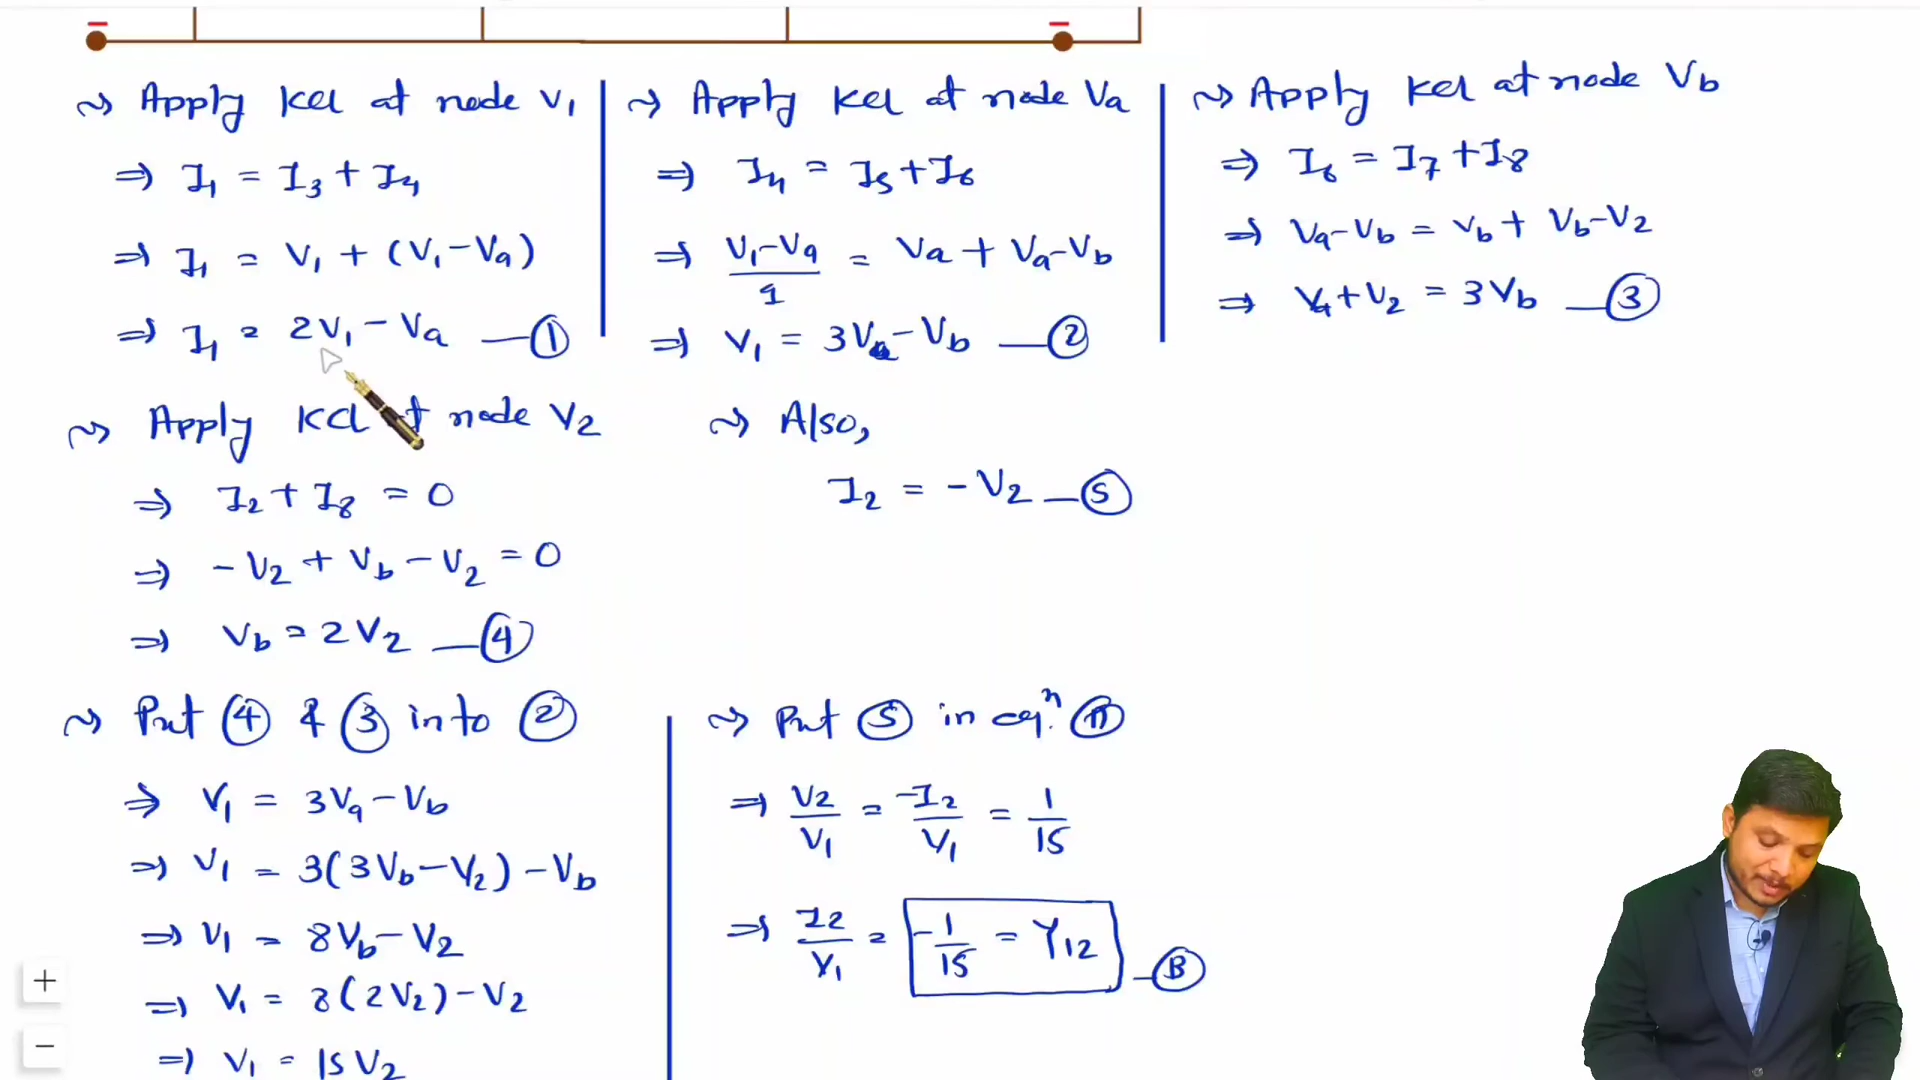 ~> Apply KCL at node V1
=> I1 = I3 + I4
=> I1 = V1 + (V1 - Va)
=> I1 = 2V1 - Va —①
~> Apply KCL at node Va
=> I4 = I5 + I6
=> (V1 - Va)/1 = Va + Va - Vb
=> V1 = 3Va - Vb —②
~> Apply KCL at node Vb
=> I6 = I7 + I8
=> Va - Vb = Vb + Vb - V2
=> Va + V2 = 3Vb —③
~> Apply KCL at node V2
=> I2 + I8 = 0
=> -V2 + Vb - V2 = 0
=> Vb = 2V2 —④
~> Also,
I2 = -V2 —⑤
~> Put ④ & ③ into ②
=> V1 = 3Va - Vb
=> V1 = 3(3Vb - V2) - Vb
=> V1 = 8Vb - V2
=> V1 = 8(2V2) - V2
=> V1 = 15V2
~> Put ⑤ in eqn. Ⓐ
=> V2/V1 = -I2/V1 = 1/15
=> I2/V1 = -1/15 = Y12 —Ⓑ